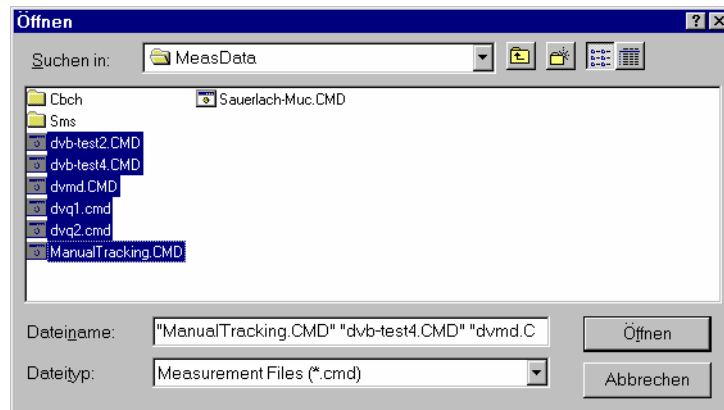 Öffnen
Suchen in: MeasData
Cbch
Sms
dvb-test2.CMD
dvb-test4.CMD
dvmd.CMD
dvq1.cmd
dvq2.cmd
ManualTracking.CMD
Sauerlach-Muc.CMD
Dateiname: "ManualTracking.CMD" "dvb-test4.CMD" "dvmd.C
Öffnen
Dateityp: Measurement Files (*.cmd)
Abbrechen